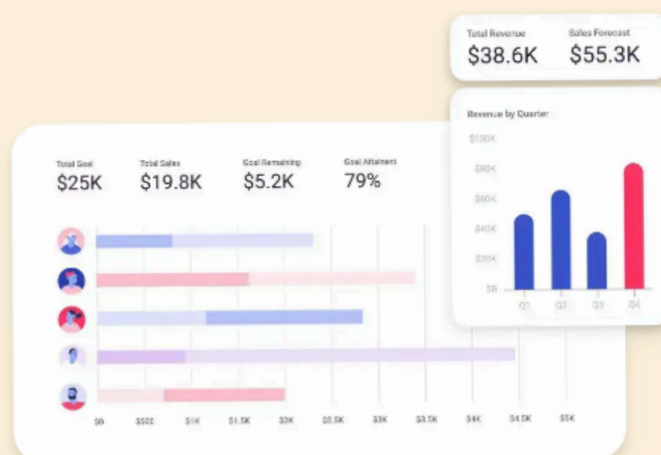 Total Revenue
Sales Forecast
$38.6K
$55.3K
Revenue by Quarter
$100K
$80K
$60K
$40K
$20K
$0
Q1
Q2
Q3
Q4
Total Goal
Total Sales
Goal Remaining
Goal Attainent
$25K
$19.8K
$5.2K
79%
$0
$500
$1K
$1.5K
$2K
$2.5K
$3K
$3.5K
$4K
$4.5K
$5K